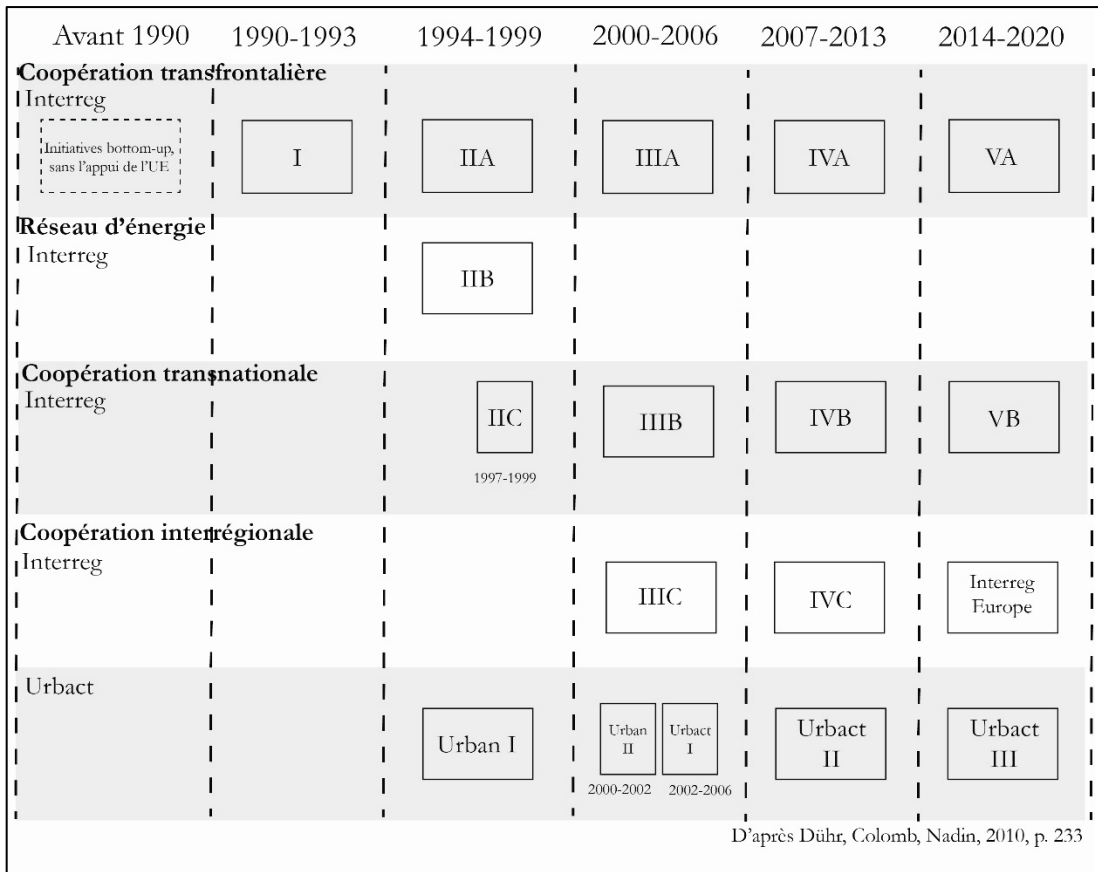 Avant 1990 1990-1993 1994-1999 2000-2006 2007-2013 2014-2020
Coopération transfrontalière
Interreg
Initiatives bottom-up,
sans l'appui de l'UE
I IIA IIIA IVA VA
Réseau d'énergie
Interreg
IIB
Coopération transnationale
Interreg
IIC IIIB IVB VB
1997-1999
Coopération interrégionale
Interreg
IIIC IVC Interreg
Europe
Urbact
Urban I
Urban
II
Urbact
I
Urbact
II
Urbact
III
2000-2002 2002-2006
D'après Dühr, Colomb, Nadin, 2010, p. 233